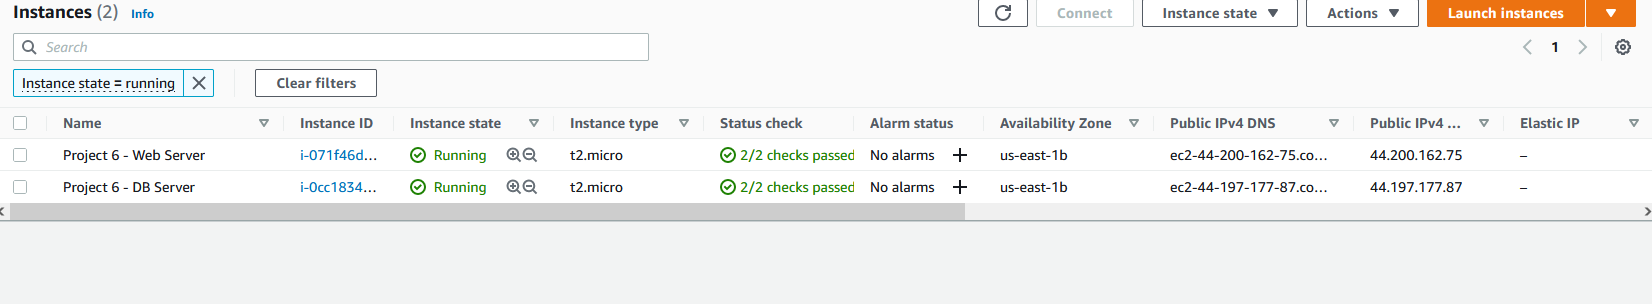 Instances (2) Info Connect Instance state Actions Launch instances
Search 1
Instance state = running Clear filters
Name Instance ID Instance state Instance type Status check Alarm status Availability Zone Public IPv4 DNS Public IPv4 ... Elastic IP
Project 6 - Web Server i-071f46d... Running t2.micro 2/2 checks passed No alarms us-east-1b ec2-44-200-162-75.co... 44.200.162.75 –
Project 6 - DB Server i-0cc1834... Running t2.micro 2/2 checks passed No alarms us-east-1b ec2-44-197-177-87.co... 44.197.177.87 –